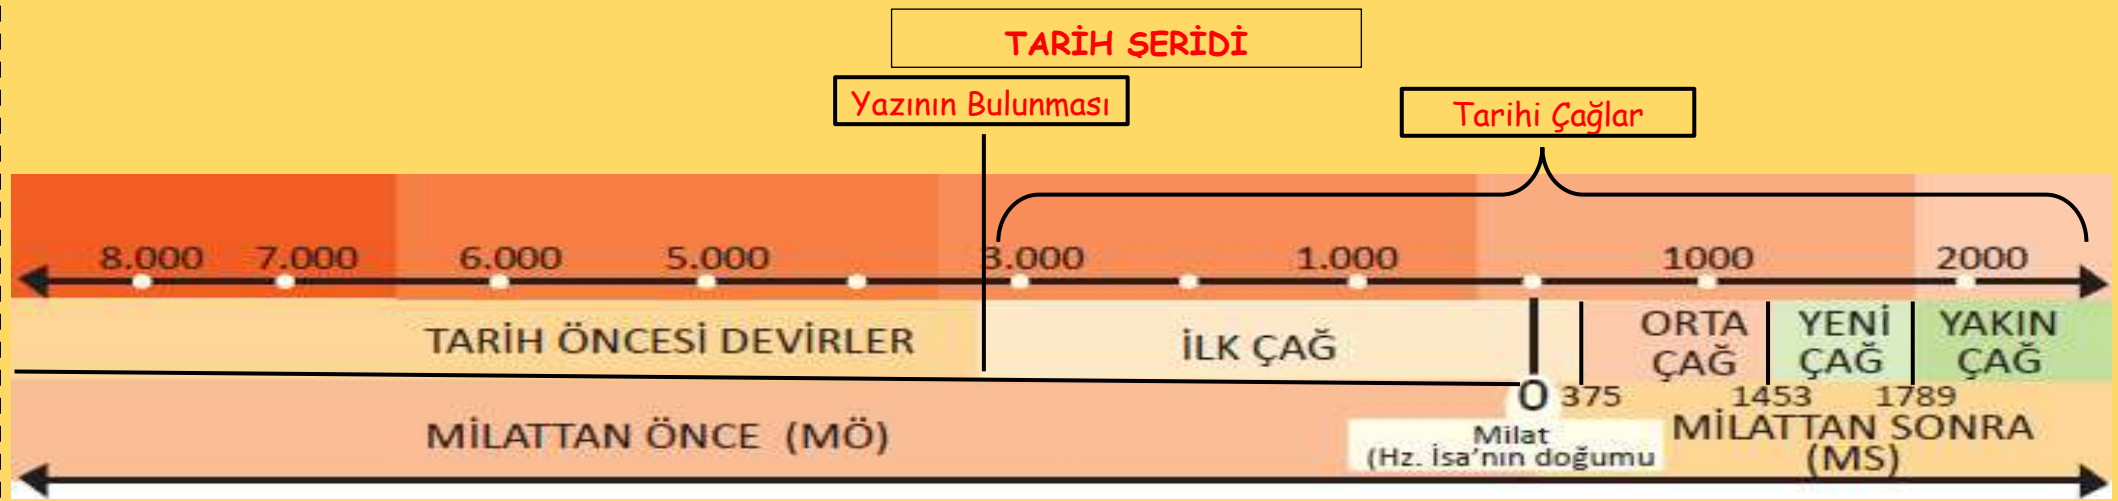 TARİH ŞERİDİ
Yazının Bulunması
Tarihi Çağlar
8.000 7.000 6.000 5.000 3.000 1.000 1000 2000
TARİH ÖNCESİ DEVİRLER
İLK ÇAĞ
ORTA ÇAĞ
YENİ ÇAĞ
YAKIN ÇAĞ
0 375 1453 1789
MİLATTAN ÖNCE (MÖ)
Milat
(Hz. İsa'nın doğumu
MİLATTAN SONRA
(MS)